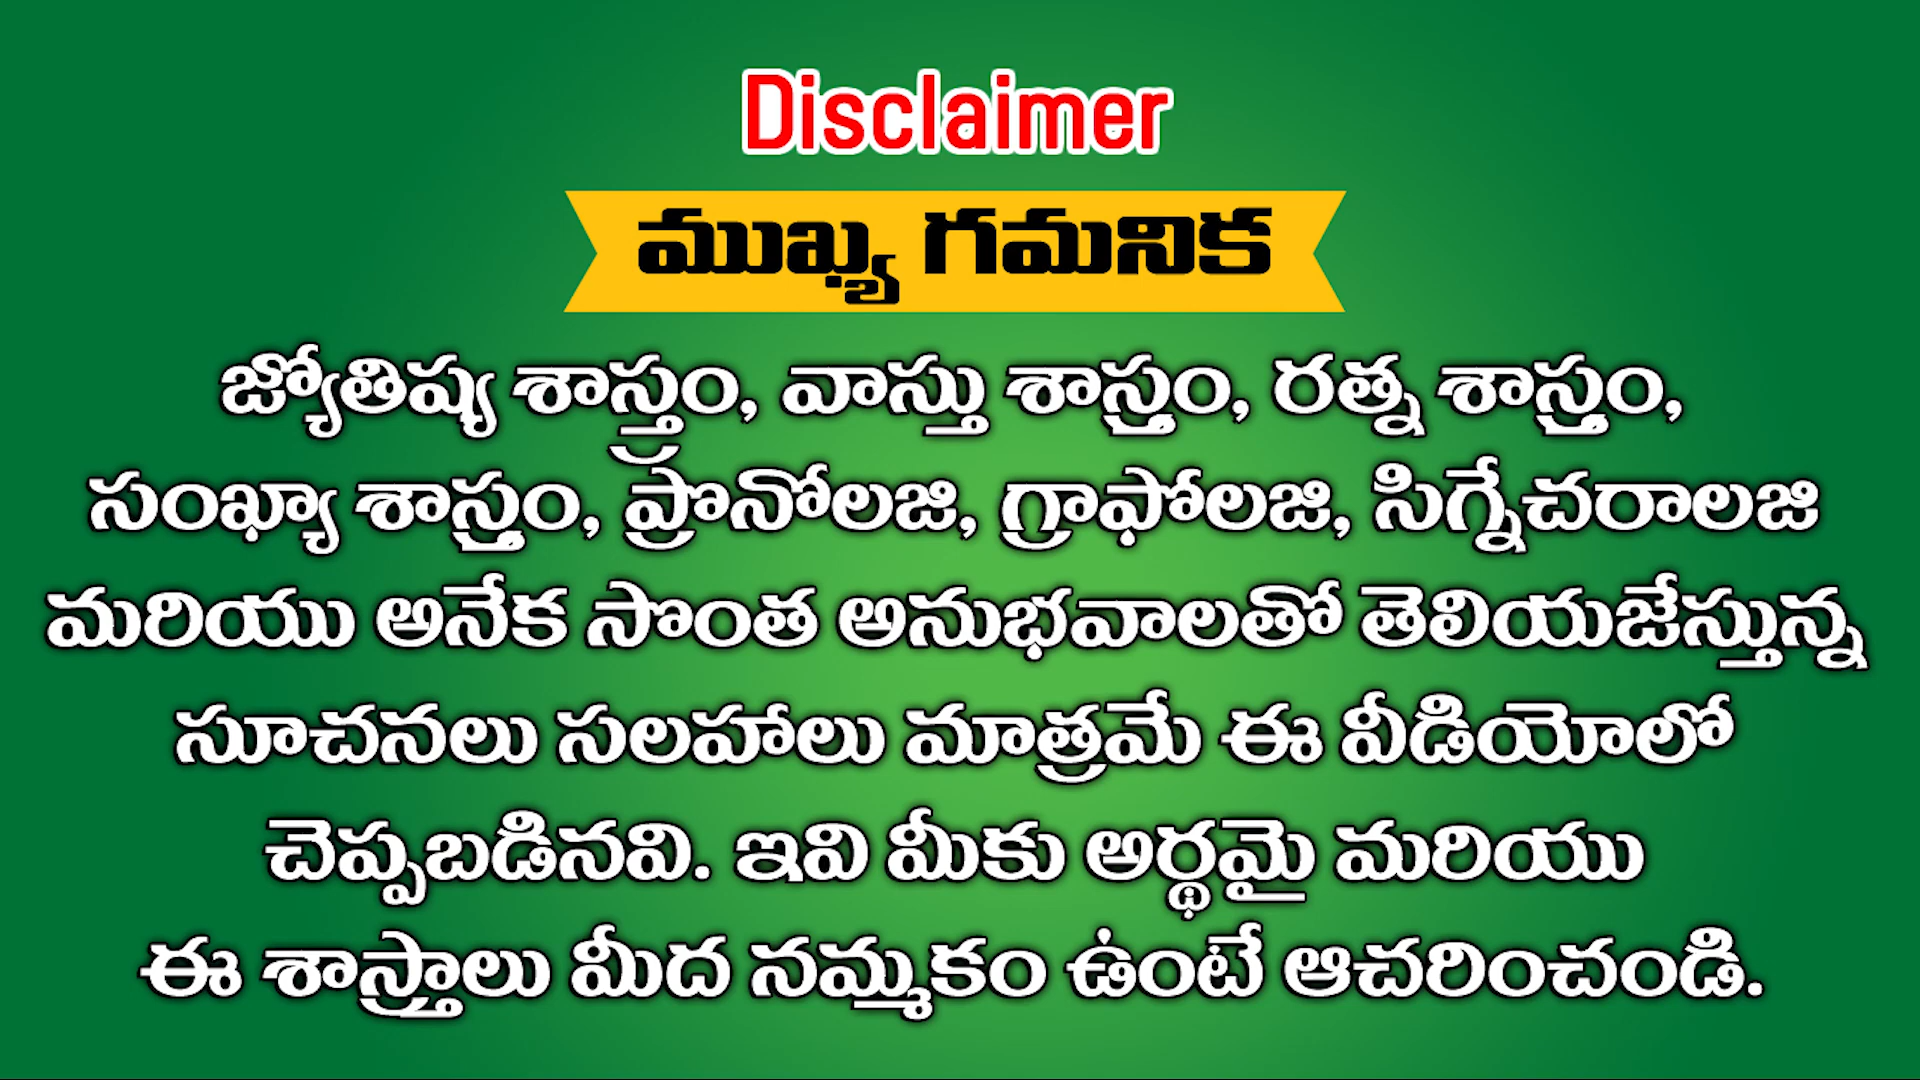 Disclaimer
ముఖ్య గమనిక
జ్యోతిష్య శాస్త్రం, వాస్తు శాస్త్రం, రత్న శాస్త్రం,
సంఖ్యా శాస్త్రం, ప్రొనోలజి, గ్రాఫోలజి, సిగ్నేచరాలజి
మరియు అనేక సొంత అనుభవాలతో తెలియజేస్తున్న
సూచనలు సలహాలు మాత్రమే ఈ వీడియోలో
చెప్పబడినవి. ఇవి మీకు అర్థమై మరియు
ఈ శాస్త్రాలు మీద నమ్మకం ఉంటే ఆచరించండి.